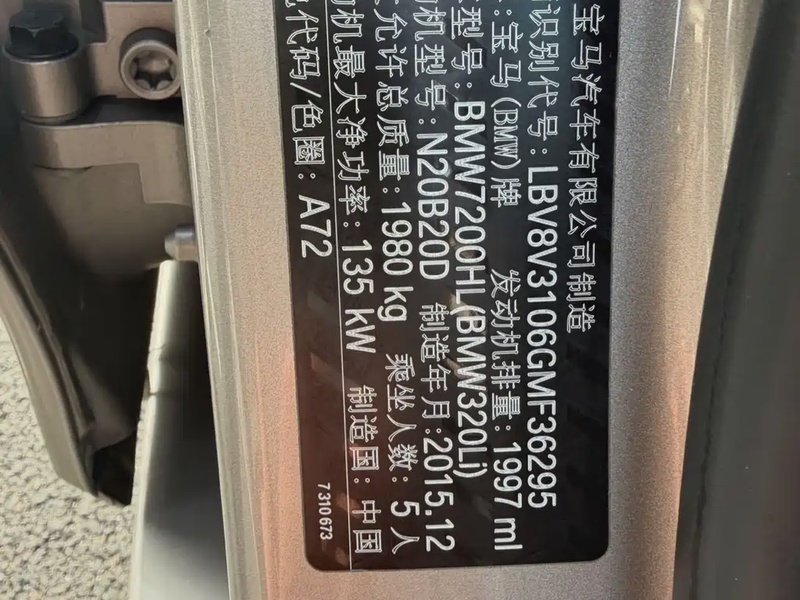 宝马汽车有限公司制造
识别代号: LBV8V3106GMF36295
: 宝马(BMW)牌 发动机排量: 1997 ml
型号: BMW7200HL(BMW320Li)
机型号: N20B20D 制造年月: 2015.12
允许总质量: 1980 kg 乘坐人数: 5人
机最大净功率: 135 kW 制造国: 中国
代码/色圈: A72
7310673